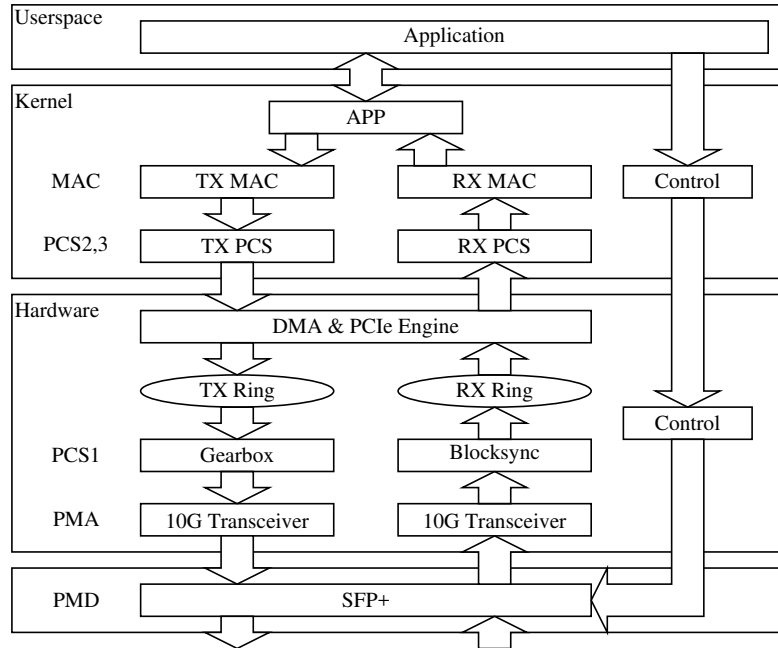 Userspace
Application
Kernel
APP
MAC
TX MAC
RX MAC
Control
PCS2,3
TX PCS
RX PCS
Hardware
DMA & PCIe Engine
TX Ring
RX Ring
Control
PCS1
Gearbox
Blocksync
PMA
10G Transceiver
10G Transceiver
PMD
SFP+